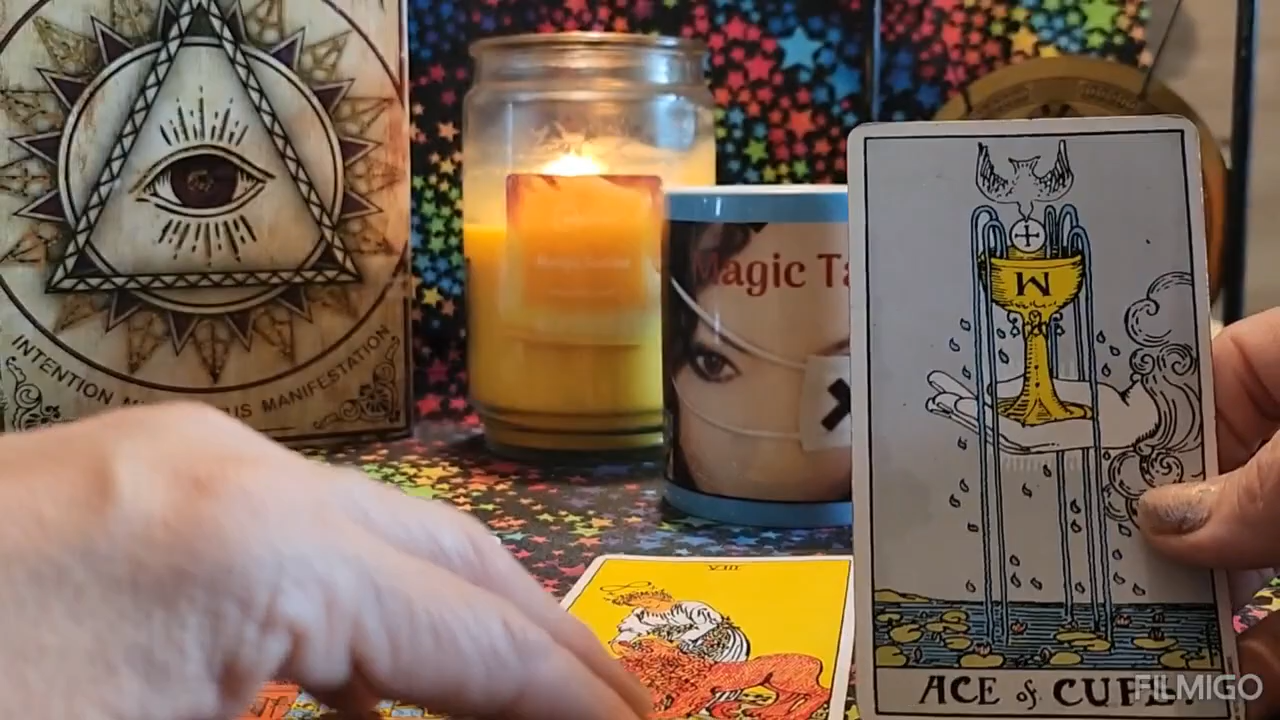 INTENTION MANIFESTATION
Magic Ta
VIII
M
ACE of CUPS.
FILMIGO